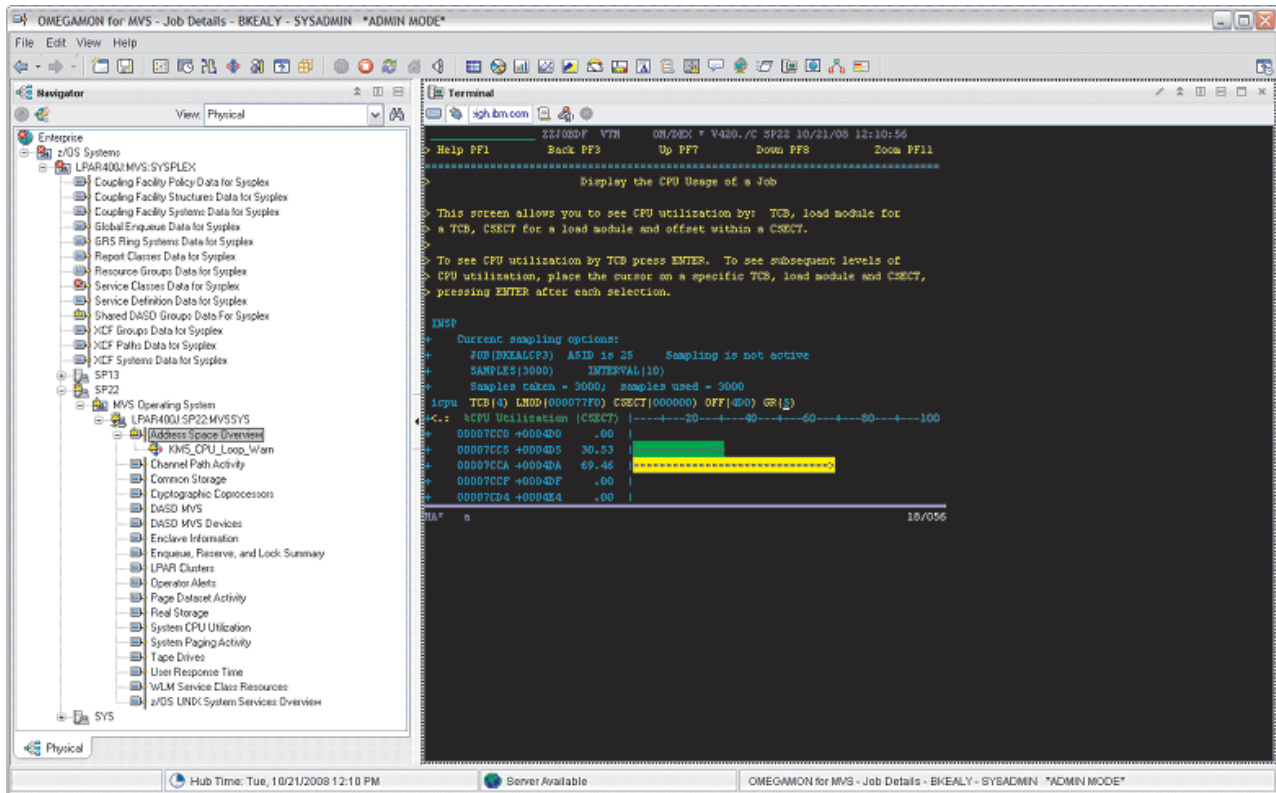 OMEGAMON for MVS - Job Details - BKEALY - SYSADMIN *ADMIN MODE*
File Edit View Help
Navigator
View: Physical
Enterprise
z/OS Systems
LPAR400J:MVS:SYSPLEX
Coupling Facility Policy Data for Sysplex
Coupling Facility Structures Data for Sysplex
Coupling Facility Systems Data for Sysplex
Global Enqueue Data for Sysplex
GRS Ring Systems Data for Sysplex
Report Classes Data for Sysplex
Resource Groups Data for Sysplex
Service Classes Data for Sysplex
Service Definition Data for Sysplex
Shared DASD Groups Data For Sysplex
XCF Groups Data for Sysplex
XCF Paths Data for Sysplex
XCF Systems Data for Sysplex
SP13
SP22
MVS Operating System
LPAR400J:SP22:MVSSYS
Address Space Overview
KM5_CPU_Loop_Warn
Channel Path Activity
Common Storage
Cryptographic Coprocessors
DASD MVS
DASD MVS Devices
Enclave Information
Enqueue, Reserve, and Lock Summary
LPAR Clusters
Operator Alerts
Page Dataset Activity
Real Storage
System CPU Utilization
System Paging Activity
Tape Drives
User Response Time
WLM Service Class Resources
z/OS UNIX System Services Overview
SYS
Physical
Terminal
sigh.ibm.com
ZZJOBDF VTM OM/DEX * V420./C SP22 10/21/08 12:10:56
> Help PF1 Back PF3 Up PF7 Down PF8 Zoom PF11
> Display the CPU Usage of a Job
> This screen allows you to see CPU utilization by: TCB, load module for
> a TCB, CSECT for a load module and offset within a CSECT.
>
> To see CPU utilization by TCB press ENTER. To see subsequent levels of
> CPU utilization, place the cursor on a specific TCB, load module and CSECT,
> pressing ENTER after each selection.
INSP
+ Current sampling options:
+ JOB(BKEALCP3) ASID is 25 Sampling is not active
+ SAMPLES(3000) INTERVAL(10)
+ Samples taken = 3000; samples used = 3000
icpu TCB(4) LMOD(000077F0) CSECT(000000) OFF(4D0) GR(5)
+<.: %CPU Utilization (CSECT) |----+---20---+---40---+---60---+---80---+---100
+ 00007CC0 +0004D0 .00 |
+ 00007CC5 +0004D5 30.53 |
+ 00007CCA +0004DA 69.46 |============================>
+ 00007CCF +0004DF .00 |
+ 00007CD4 +0004E4 .00 |
MA* a 18/056
Hub Time: Tue, 10/21/2008 12:10 PM
Server Available
OMEGAMON for MVS - Job Details - BKEALY - SYSADMIN *ADMIN MODE*